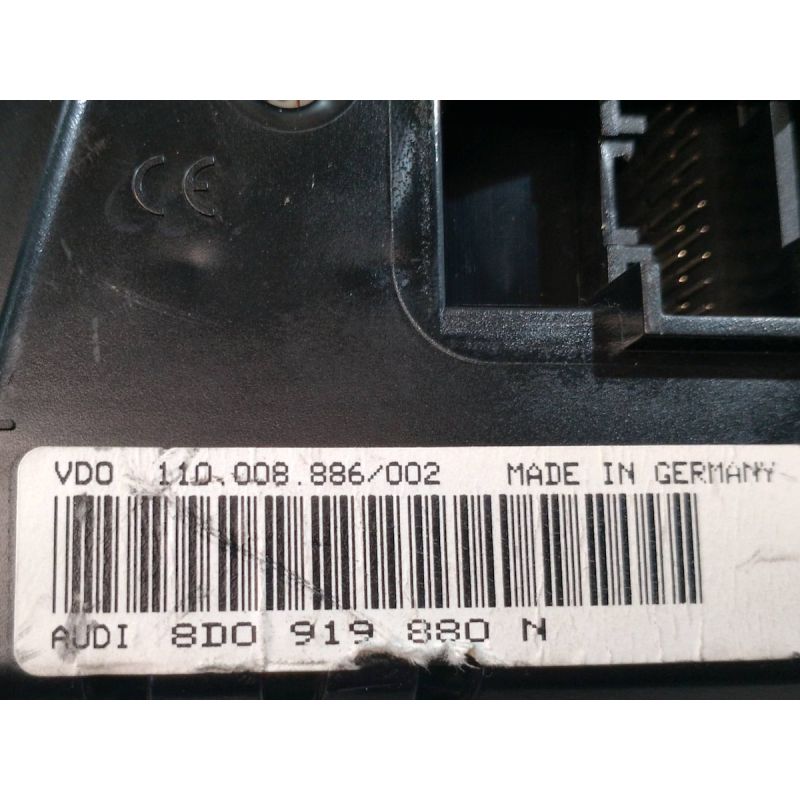 CE
VDO 110.008.886/002 MADE IN GERMANY
AUDI 8D0 919 880 N